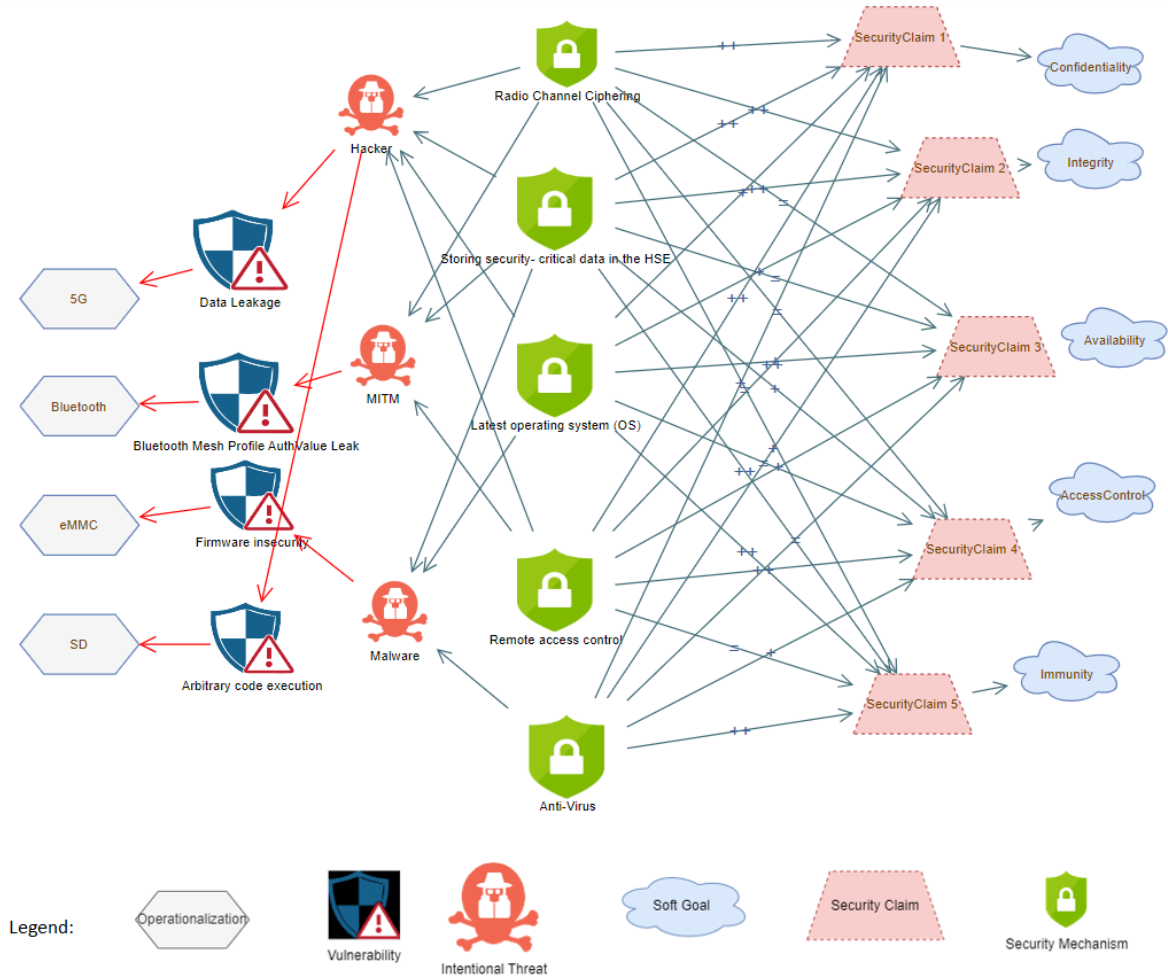 SecurityClaim 1
Confidentiality
++
Radio Channel Ciphering
++
++
Hacker
SecurityClaim 2
Integrity
+
++
=
Storing security- critical data in the HSE
Data Leakage
5G
+
=
++
=
SecurityClaim 3
Availability
MITM
++
++
=
=
+
Bluetooth
Latest operating system (OS)
Bluetooth Mesh Profile AuthValue Leak
+
++
=
+
AccessControl
eMMC
Firmware insecurity
=
++
++
SecurityClaim 4
Remote access control
SD
Malware
=
+
Arbitrary code execution
Immunity
SecurityClaim 5
++
Anti-Virus
Legend:
Operationalization
Vulnerability
Intentional Threat
Soft Goal
Security Claim
Security Mechanism